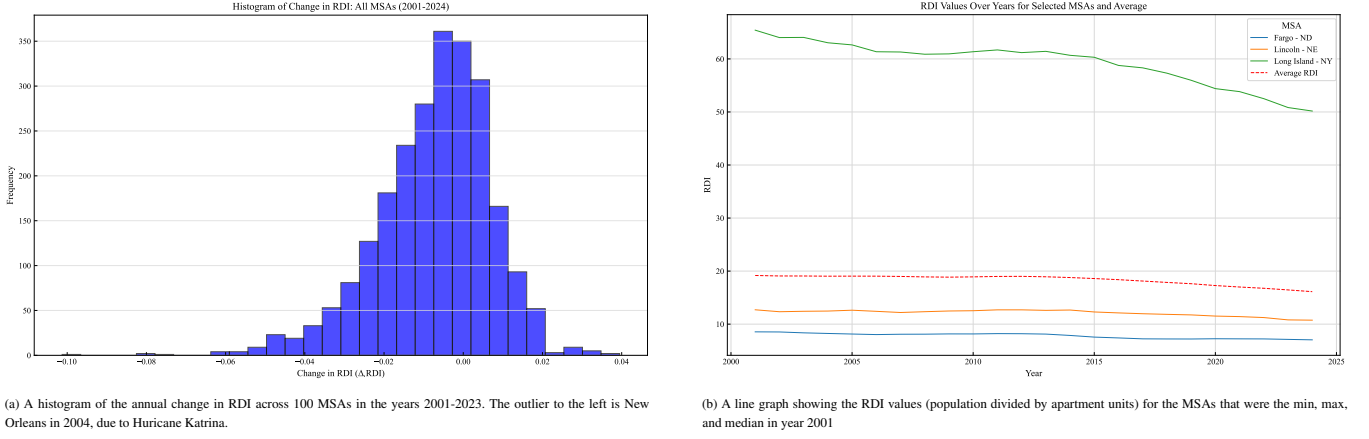 Histogram of Change in RDI: All MSAs (2001-2024)
350
300
250
200
150
100
50
0
Frequency
−0.10
−0.08
−0.06
−0.04
−0.02
0.00
0.02
0.04
Change in RDI (Δ,RDI)
(a) A histogram of the annual change in RDI across 100 MSAs in the years 2001-2023. The outlier to the left is New
Orleans in 2004, due to Huricane Katrina.
RDI Values Over Years for Selected MSAs and Average
MSA
Fargo - ND
Lincoln - NE
Long Island - NY
Average RDI
60
50
40
30
20
10
RDI
2000
2005
2010
2015
2020
2025
Year
(b) A line graph showing the RDI values (population divided by apartment units) for the MSAs that were the min, max,
and median in year 2001